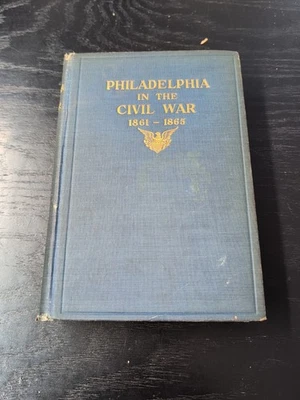 PHILADELPHIA
IN THE
CIVIL WAR
1861 – 1865